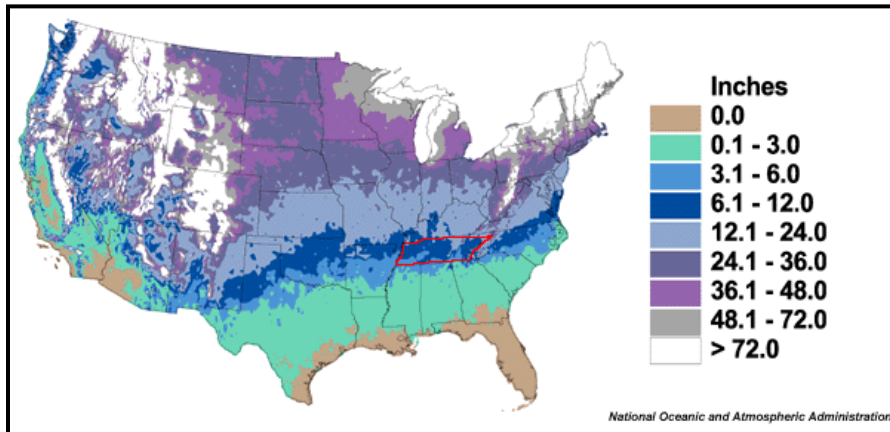 Inches
0.0
0.1 - 3.0
3.1 - 6.0
6.1 - 12.0
12.1 - 24.0
24.1 - 36.0
36.1 - 48.0
48.1 - 72.0
> 72.0
National Oceanic and Atmospheric Administration